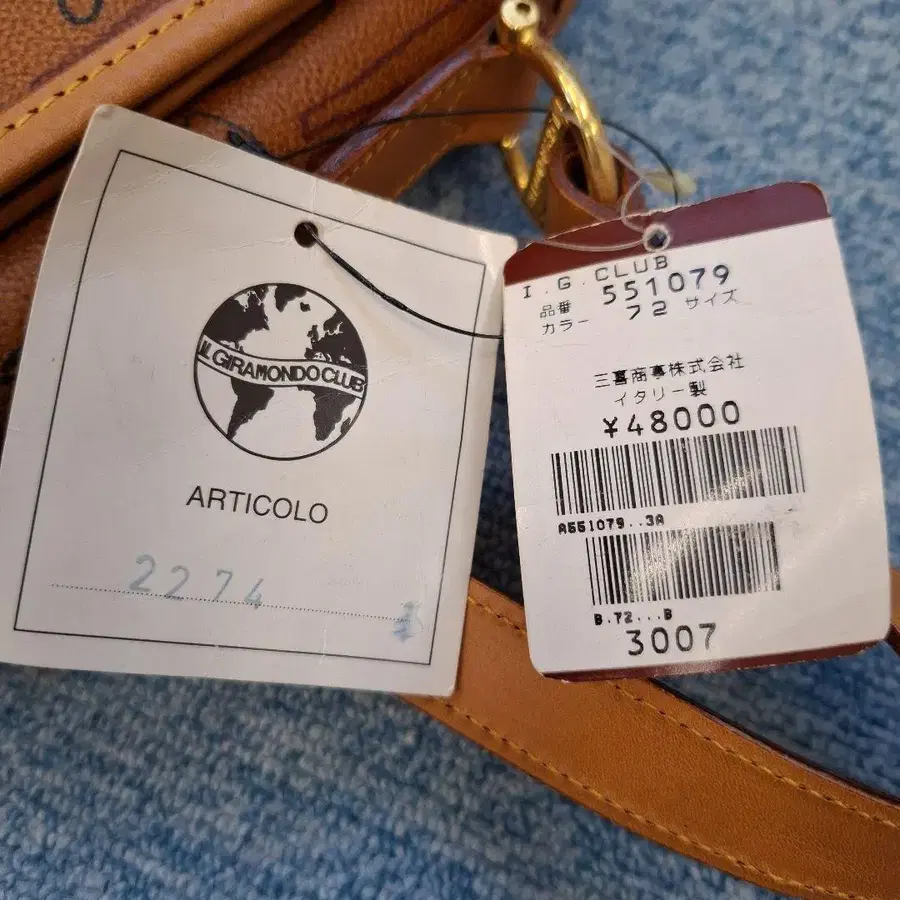 IL GIRAMONDO CLUB
ARTICOLO
2274
I.G.CLUB
品番 551079
カラー 72 サイズ
三喜商事株式会社
イタリー製
¥48000
A551079..3A
B.72...B
3007